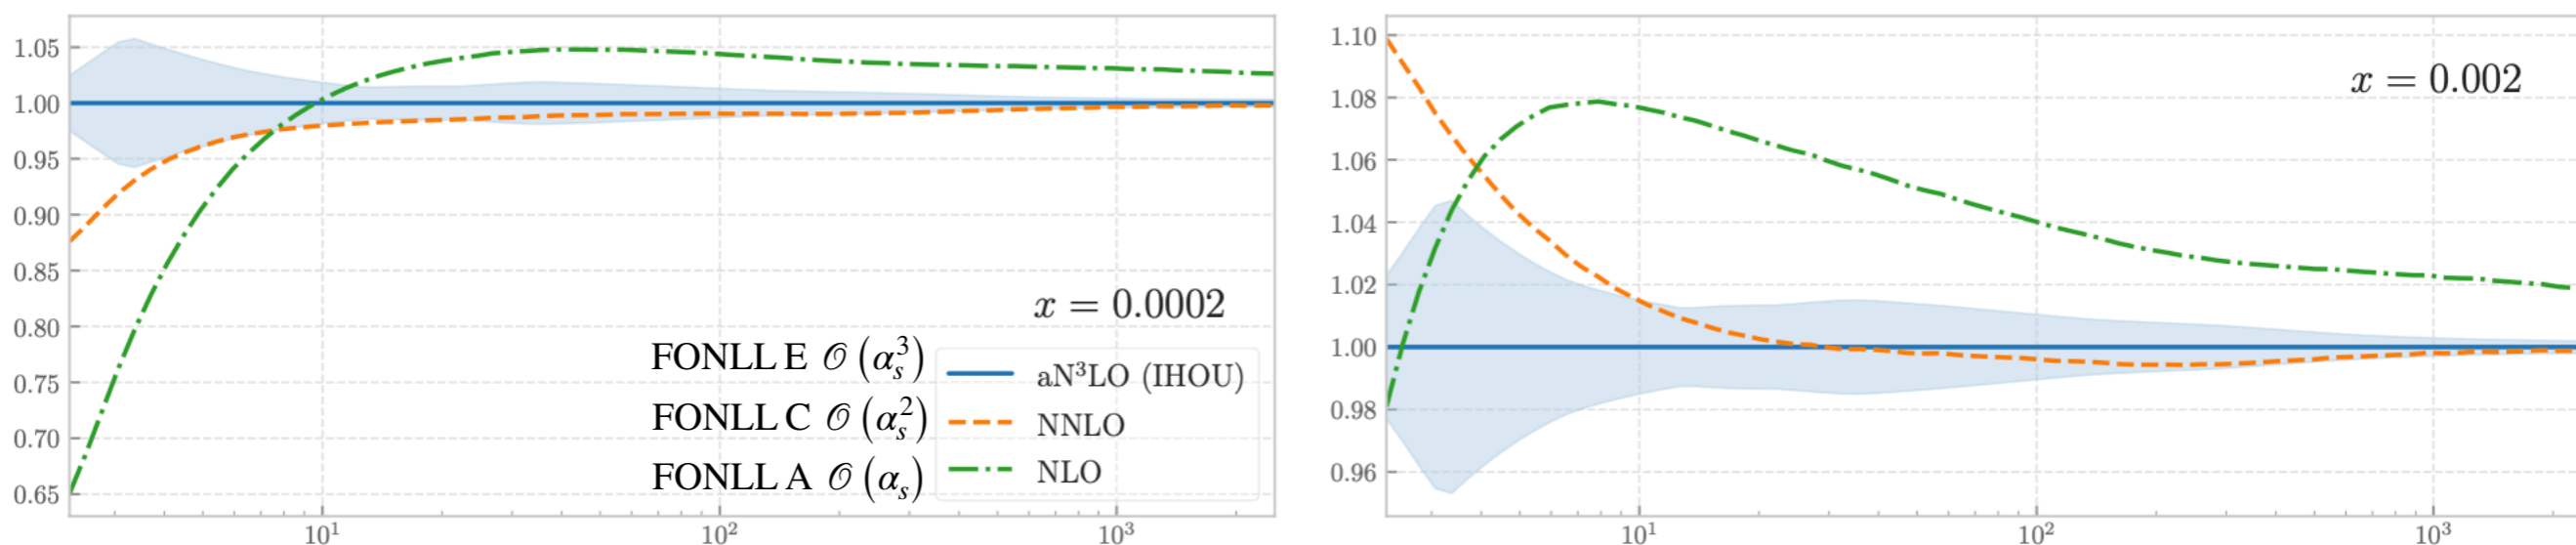 1.05
1.00
0.95
0.90
0.85
0.80
0.75
0.70
0.65
x = 0.0002
FONLL E 𝒪 (α_s^3)
FONLL C 𝒪 (α_s^2)
FONLL A 𝒪 (α_s)
aN³LO (IHOU)
NNLO
NLO
10¹ 10² 10³
1.10
1.08
1.06
1.04
1.02
1.00
0.98
0.96
x = 0.002
10¹ 10² 10³